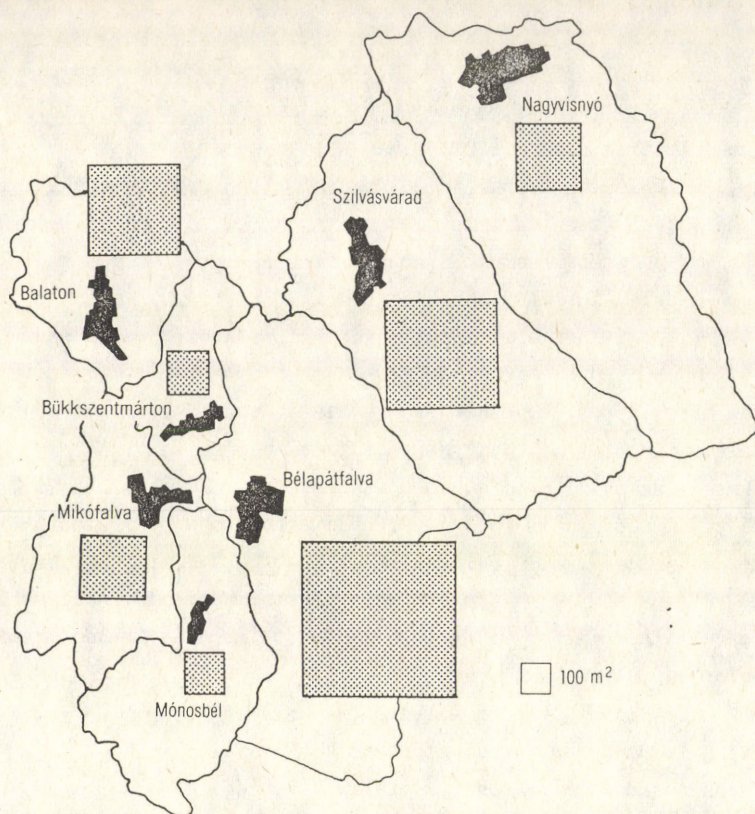 Nagyvisnyó
Szilvásvárad
Balaton
Bükkszentmárton
Bélapátfalva
Mikófalva
100 m²
Mónosbél